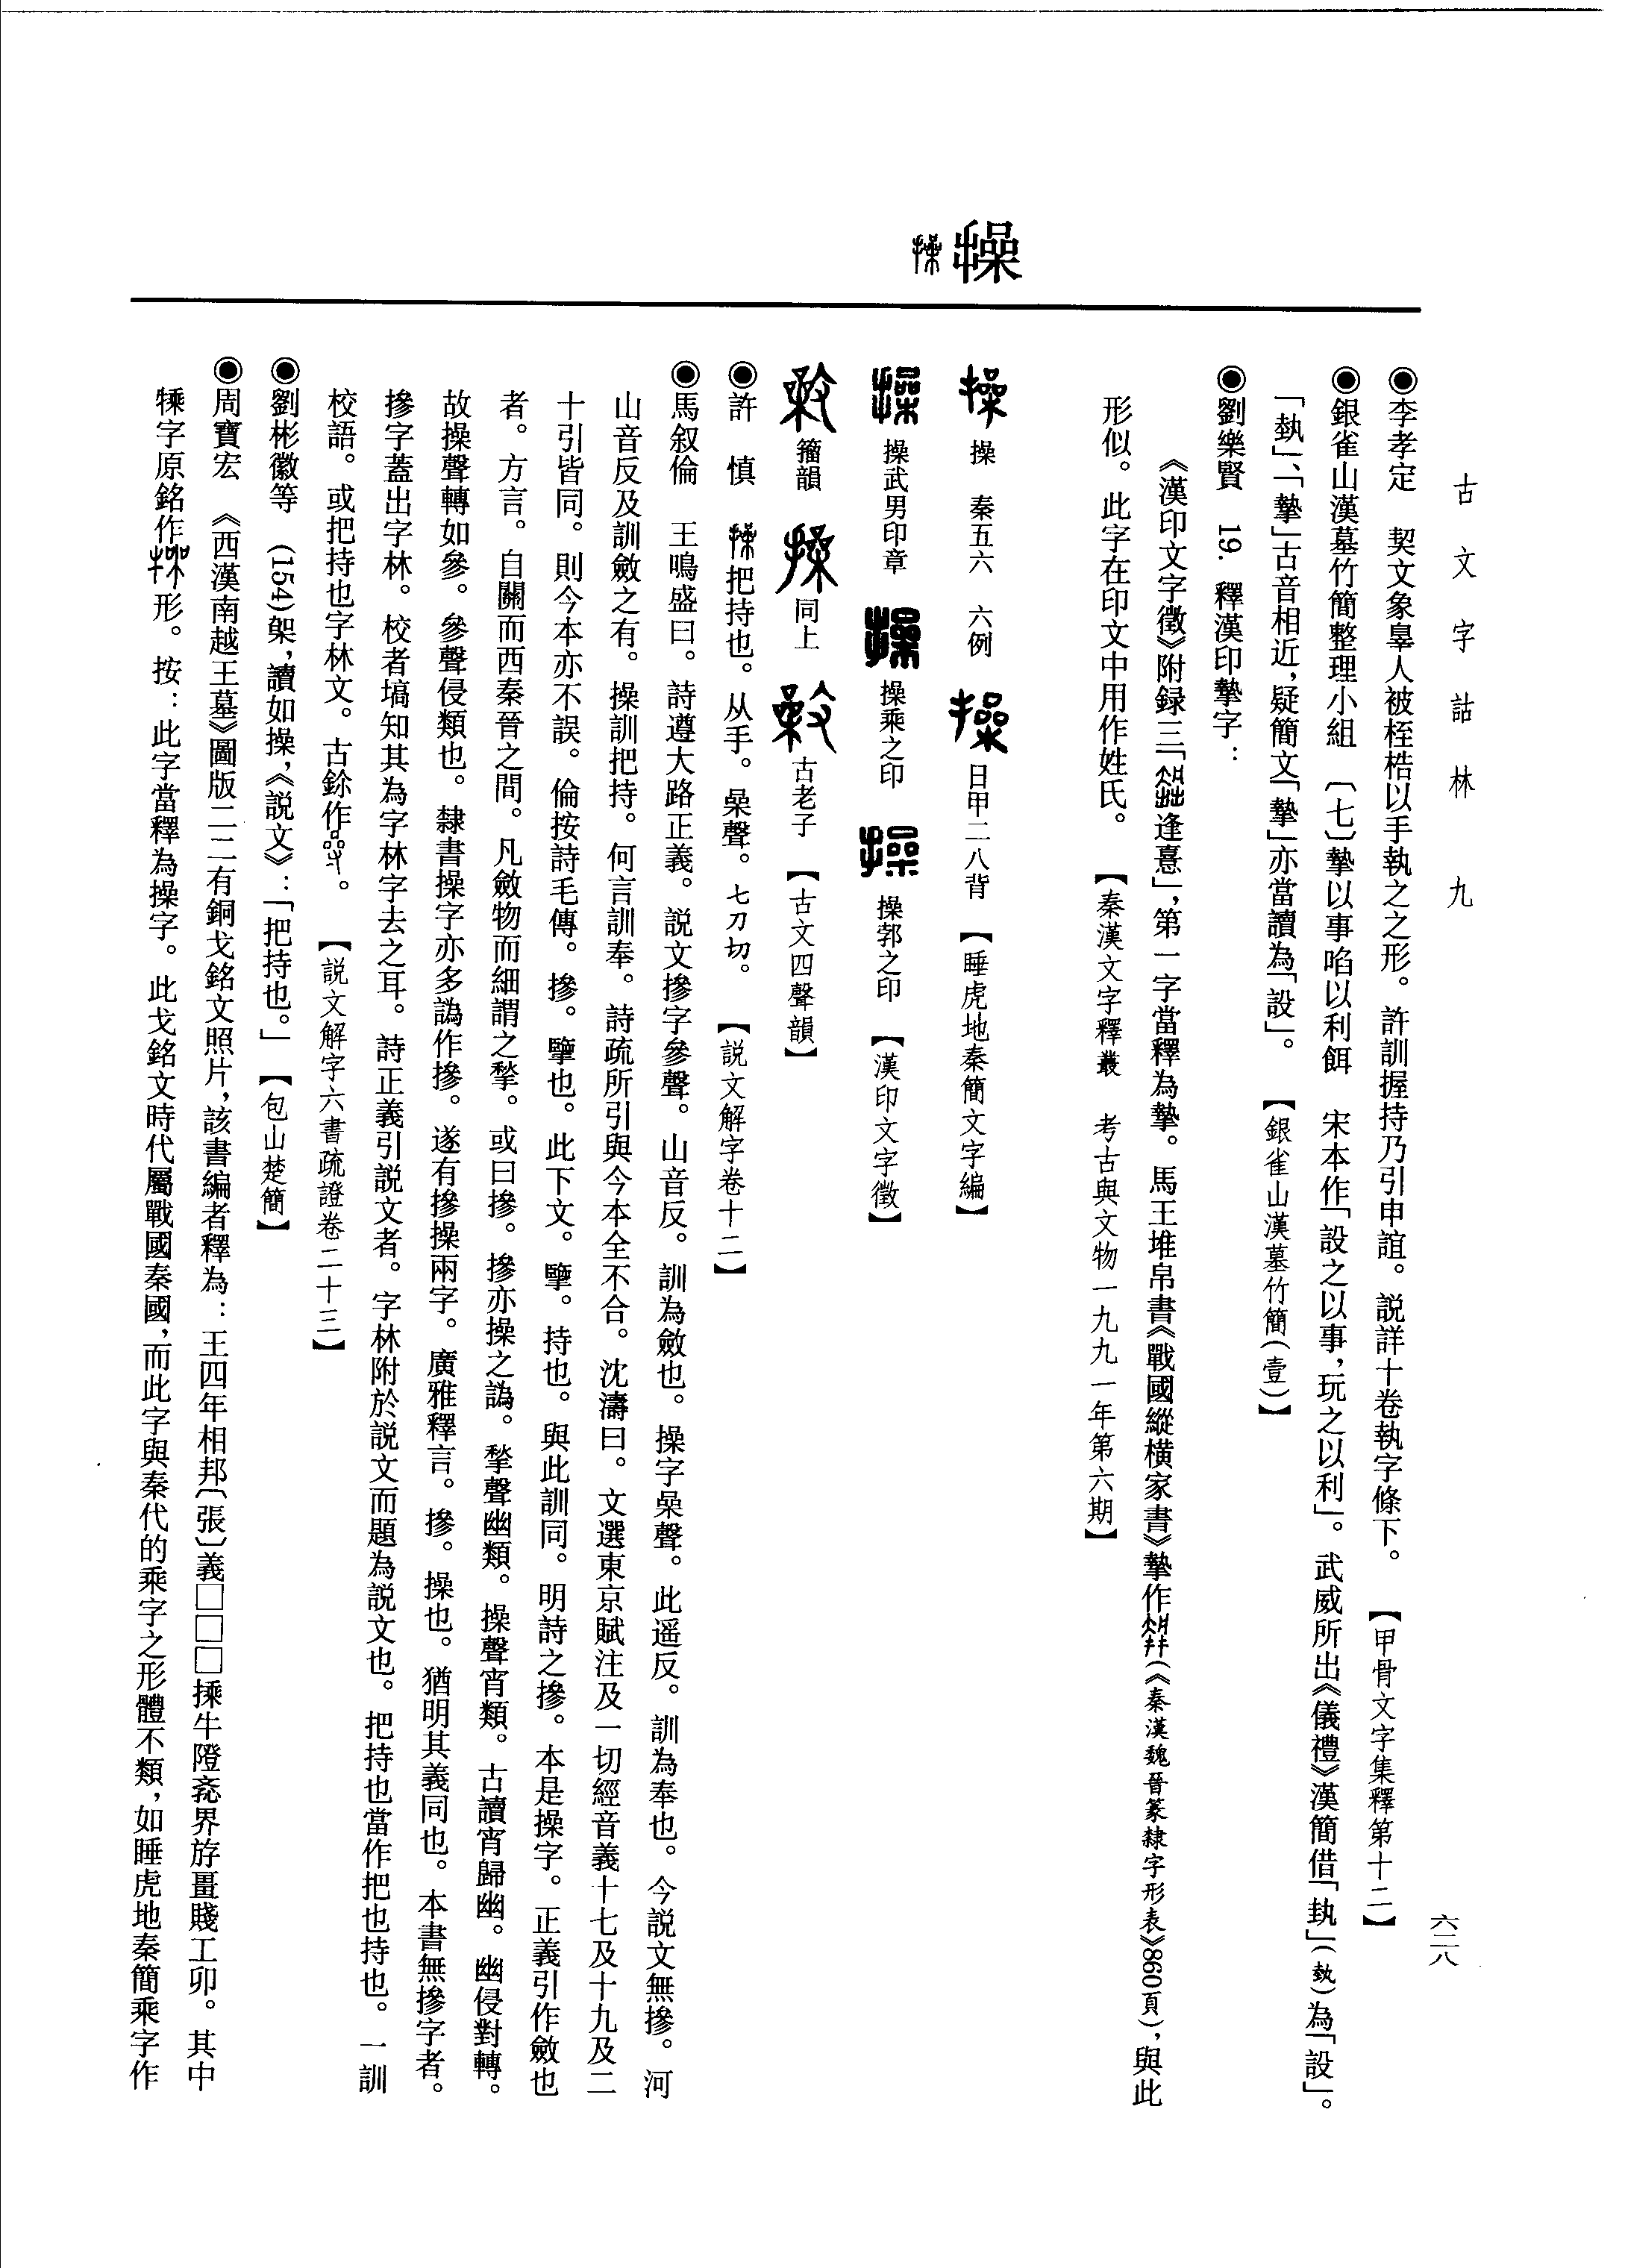 古文字詁林　九
六二八
◉李孝定　契文象辠人被桎梏以手執之之形。許訓握持乃引申誼。説詳十卷執字條下。　【甲骨文字集釋第十二】
◉銀雀山漢墓竹簡整理小組　〔七〕摯以事啗以利餌　宋本作「設之以事，玩之以利」。武威所出《儀禮》漢簡借「執」（埶）為「設」。
「執」、「摯」古音相近，疑簡文「摯」亦當讀為「設」。　【銀雀山漢墓竹簡（壹）】
◉劉樂賢　19. 釋漢印摯字：
《漢印文字徵》附録三「逢憙」，第一字當釋為摯。馬王堆帛書《戰國縱橫家書》摯作（《秦漢魏晉篆隸字形表》860頁），與此
形似。此字在印文中用作姓氏。　【秦漢文字釋叢　考古與文物一九九一年第六期】
操
操　秦五六　六例　日甲二八背　【睡虎地秦簡文字編】
操武男印章　操乘之印　操郭之印　【漢印文字徵】
籀韻　同上　古老子　【古文四聲韻】
◉許　慎　把持也。从手。喿聲。七刀切。　【説文解字卷十二】
◉馬叙倫　王鳴盛曰。詩遵大路正義。説文摻字參聲。山音反。訓為斂也。操字喿聲。此遥反。訓為奉也。今説文無摻。河
山音反及訓斂之有。操訓把持。何言訓奉。詩疏所引與今本全不合。沈濤曰。文選東京賦注及一切經音義十七及十九及二
十引皆同。則今本亦不誤。倫按詩毛傳。摻。擥也。此下文。擥。持也。與此訓同。明詩之摻。本是操字。正義引作斂也
者。方言。自關而西秦晉之間。凡斂物而細謂之揫。或曰摻。摻亦操之譌。揫聲幽類。操聲宵類。古讀宵歸幽。幽侵對轉。
故操聲轉如參。參聲侵類也。隸書操字亦多譌作摻。遂有摻操兩字。廣雅釋言。摻。操也。猶明其義同也。本書無摻字者。
摻字蓋出字林。校者塙知其為字林字去之耳。詩正義引説文者。字林附於説文而題為説文也。把持也當作把也持也。一訓
校語。或把持也字林文。古鉩作。　【説文解字六書疏證卷二十三】
◉劉彬徽等　(154)喿，讀如操，《説文》：「把持也。」　【包山楚簡】
◉周寶宏　《西漢南越王墓》圖版二二有銅戈銘文照片，該書編者釋為：王四年相邦〔張〕義□□□操牛隥界斿畺賤工卯。其中
字原銘作形。按：此字當釋為操字。此戈銘文時代屬戰國秦國，而此字與秦代的乘字之形體不類，如睡虎地秦簡乘字作